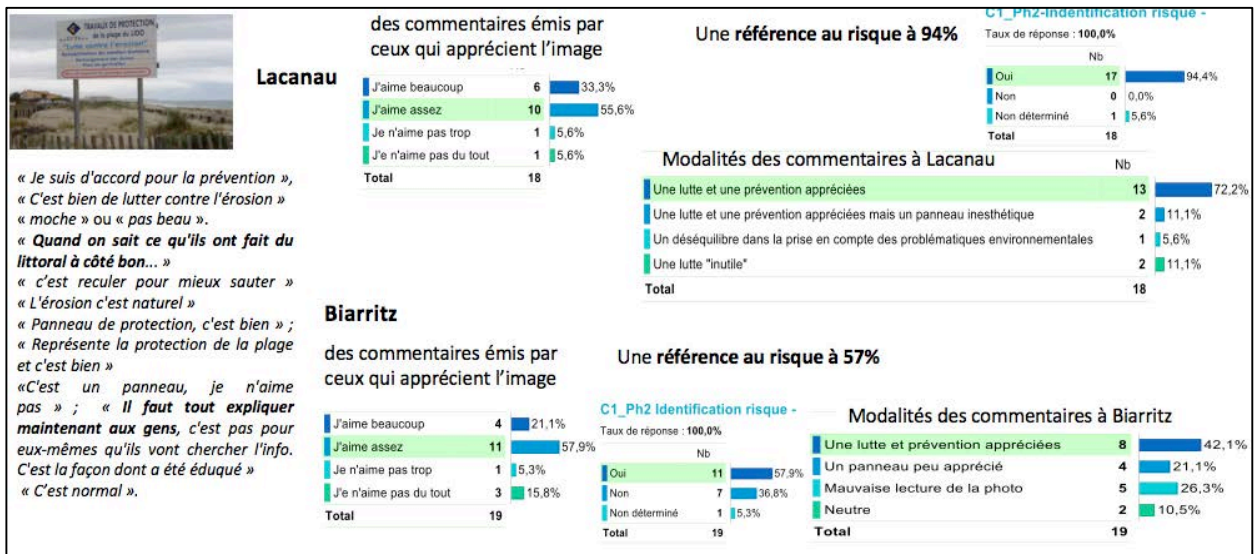 TRAVAUX DE PROTECTION
de la plage du LIDO
"Lutte contre l'érosion"
Lacanau
des commentaires émis par
ceux qui apprécient l'image
J'aime beaucoup 6 33,3%
J'aime assez 10 55,6%
Je n'aime pas trop 1 5,6%
J'e n'aime pas du tout 1 5,6%
Total 18
Une référence au risque à 94%
C1_Ph2-Indentification risque -
Taux de réponse : 100,0%
Nb
Oui 17 94,4%
Non 0 0,0%
Non déterminé 1 5,6%
Total 18
Modalités des commentaires à Lacanau
Nb
Une lutte et une prévention appréciées 13 72,2%
Une lutte et une prévention appréciées mais un panneau inesthétique 2 11,1%
Un déséquilibre dans la prise en compte des problématiques environnementales 1 5,6%
Une lutte "inutile" 2 11,1%
Total 18
« Je suis d'accord pour la prévention »,
« C'est bien de lutter contre l'érosion »
« moche » ou « pas beau ».
« Quand on sait ce qu'ils ont fait du
littoral à côté bon... »
« c'est reculer pour mieux sauter »
« L'érosion c'est naturel »
« Panneau de protection, c'est bien » ;
« Représente la protection de la plage
et c'est bien »
«C'est un panneau, je n'aime
pas » ; « Il faut tout expliquer
maintenant aux gens, c'est pas pour
eux-mêmes qu'ils vont chercher l'info.
C'est la façon dont a été éduqué »
« C'est normal ».
Biarritz
des commentaires émis par
ceux qui apprécient l'image
J'aime beaucoup 4 21,1%
J'aime assez 11 57,9%
Je n'aime pas trop 1 5,3%
J'e n'aime pas du tout 3 15,8%
Total 19
Une référence au risque à 57%
C1_Ph2 Identification risque -
Taux de réponse : 100,0%
Nb
Oui 11 57,9%
Non 7 36,8%
Non déterminé 1 5,3%
Total 19
Modalités des commentaires à Biarritz
Une lutte et prévention appréciées 8 42,1%
Un panneau peu apprécié 4 21,1%
Mauvaise lecture de la photo 5 26,3%
Neutre 2 10,5%
Total 19